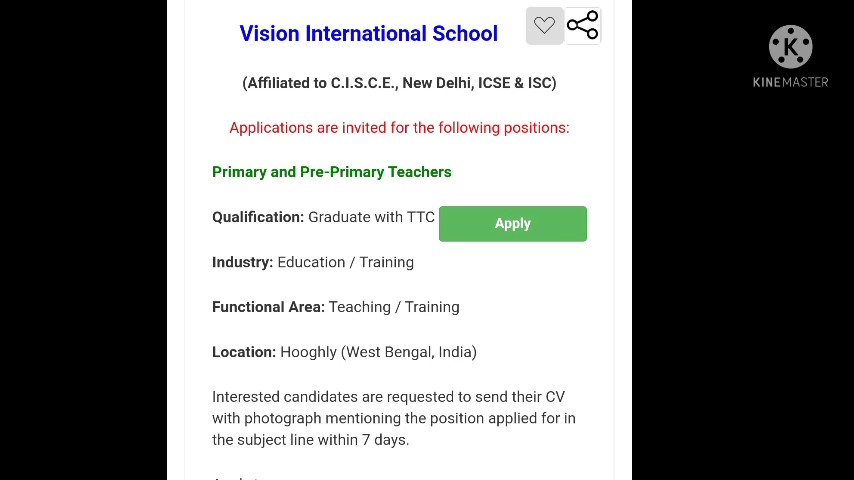 Vision International School
K
KINEMASTER
(Affiliated to C.I.S.C.E., New Delhi, ICSE & ISC)
Applications are invited for the following positions:
Primary and Pre-Primary Teachers
Qualification: Graduate with TTC
Apply
Industry: Education / Training
Functional Area: Teaching / Training
Location: Hooghly (West Bengal, India)
Interested candidates are requested to send their CV
with photograph mentioning the position applied for in
the subject line within 7 days.